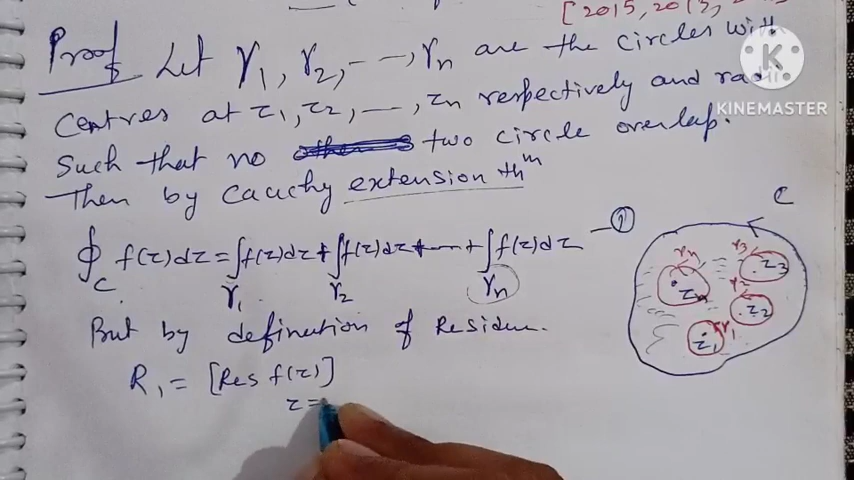 [2015, 2013,
Proof Let γ1, γ2, - - -, γn are the circles with
centres at z1, z2, ---, zn respectively and radii
Such that no two circle overlap.
Then by cauchy extension thm
∮C f(z)dz = ∫γ1 f(z)dz + ∫γ2 f(z)dz + --- + ∫γn f(z)dz — ①
But by definition of Residue.
R1 = [Res f(z)]
z=
C
γn γ3 z3
zn γ2 z2
z1 γ1
K
KINEMASTER